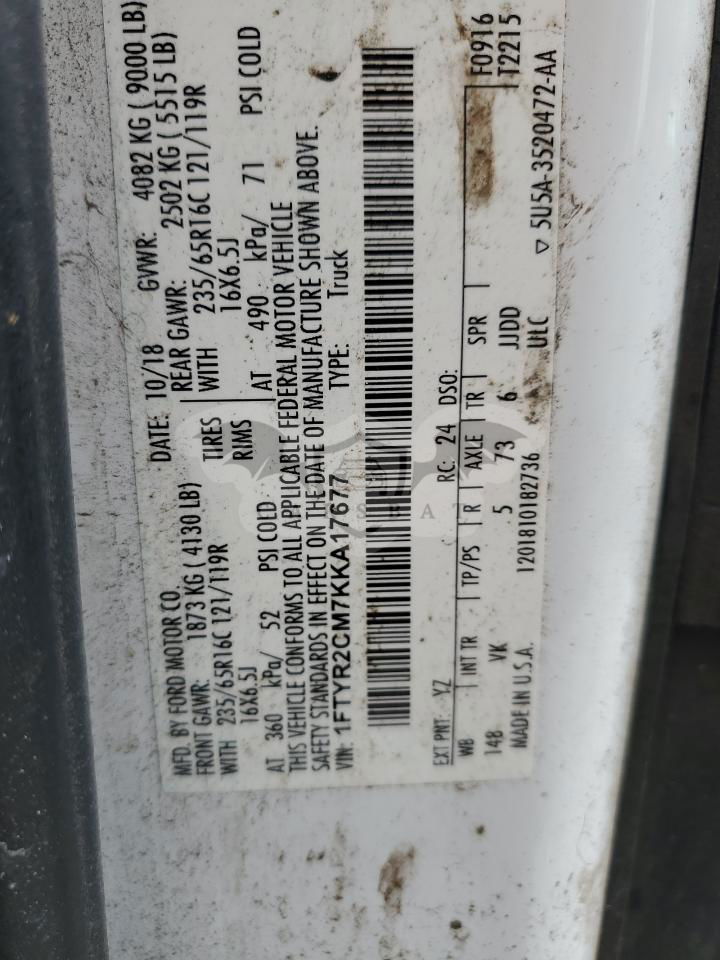 MFD. BY FORD MOTOR CO.
DATE: 10/18 GVWR: 4082 KG ( 9000 LB)
FRONT GAWR: 1873 KG ( 4130 LB) REAR GAWR: 2502 KG ( 5515 LB)
WITH 235/65R16C 121/119R TIRES WITH 235/65R16C 121/119R
16X6.5J RIMS 16X6.5J
AT 360 kPa/ 52 PSI COLD AT 490 kPa/ 71 PSI COLD
THIS VEHICLE CONFORMS TO ALL APPLICABLE FEDERAL MOTOR VEHICLE
SAFETY STANDARDS IN EFFECT ON THE DATE OF MANUFACTURE SHOWN ABOVE.
VIN: 1FTYR2CM7KKA17677 TYPE: Truck
EXT PNT: YZ RC: 24 DSO: F0916
WB INT TR TP/PS R AXLE TR SPR T2215
148 VK 5 73 6 JJDD
MADE IN U.S.A. 1201810182736 ULC
▽ 5U5A-3520472-AA